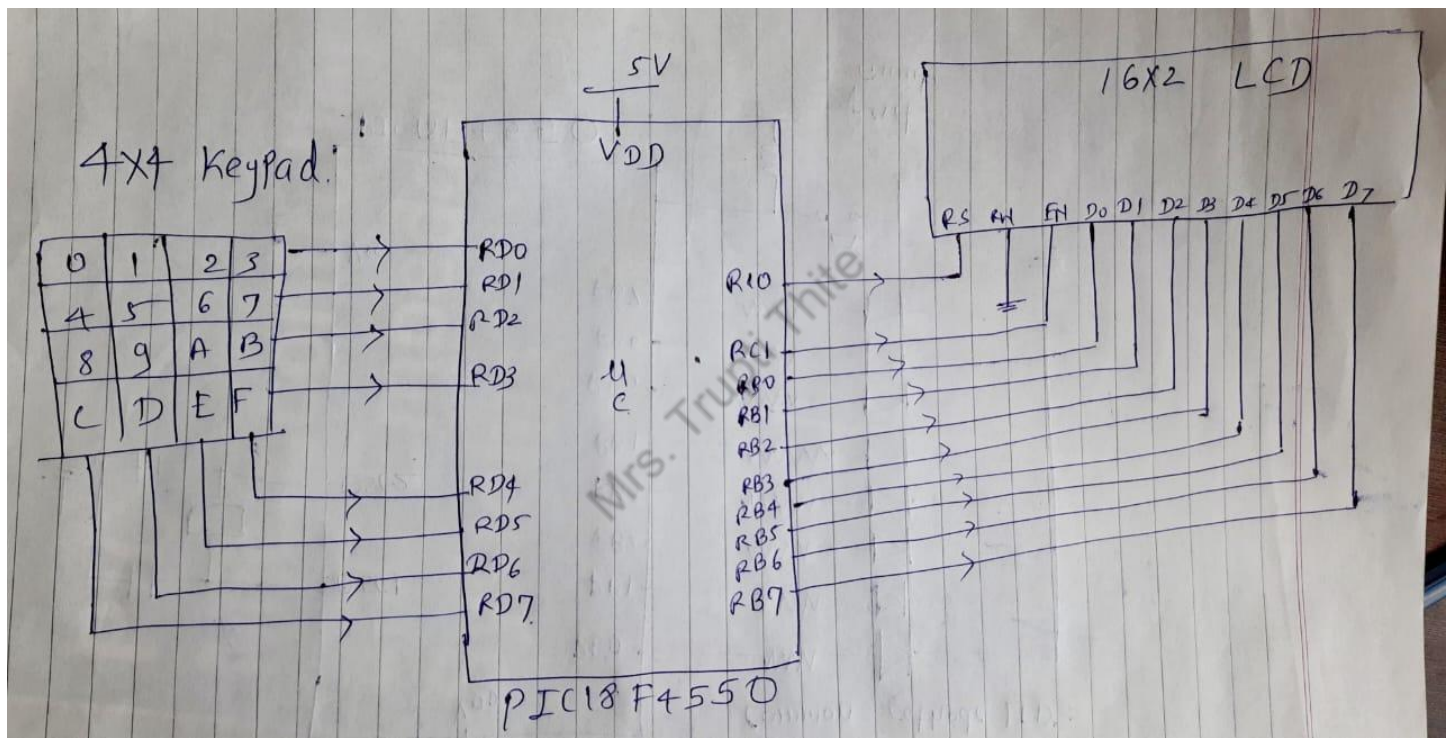 5V
VDD
16X2 LCD
4X4 Keypad:
RS RW EN D0 D1 D2 D3 D4 D5 D6 D7
0 1 2 3
4 5 6 7
8 9 A B
C D E F
RD0
RD1
RD2
RD3
RD4
RD5
RD6
RD7
μ
C
RC0
RC1
RB0
RB1
RB2
RB3
RB4
RB5
RB6
RB7
Mrs. Trupti Thite
PIC18F4550